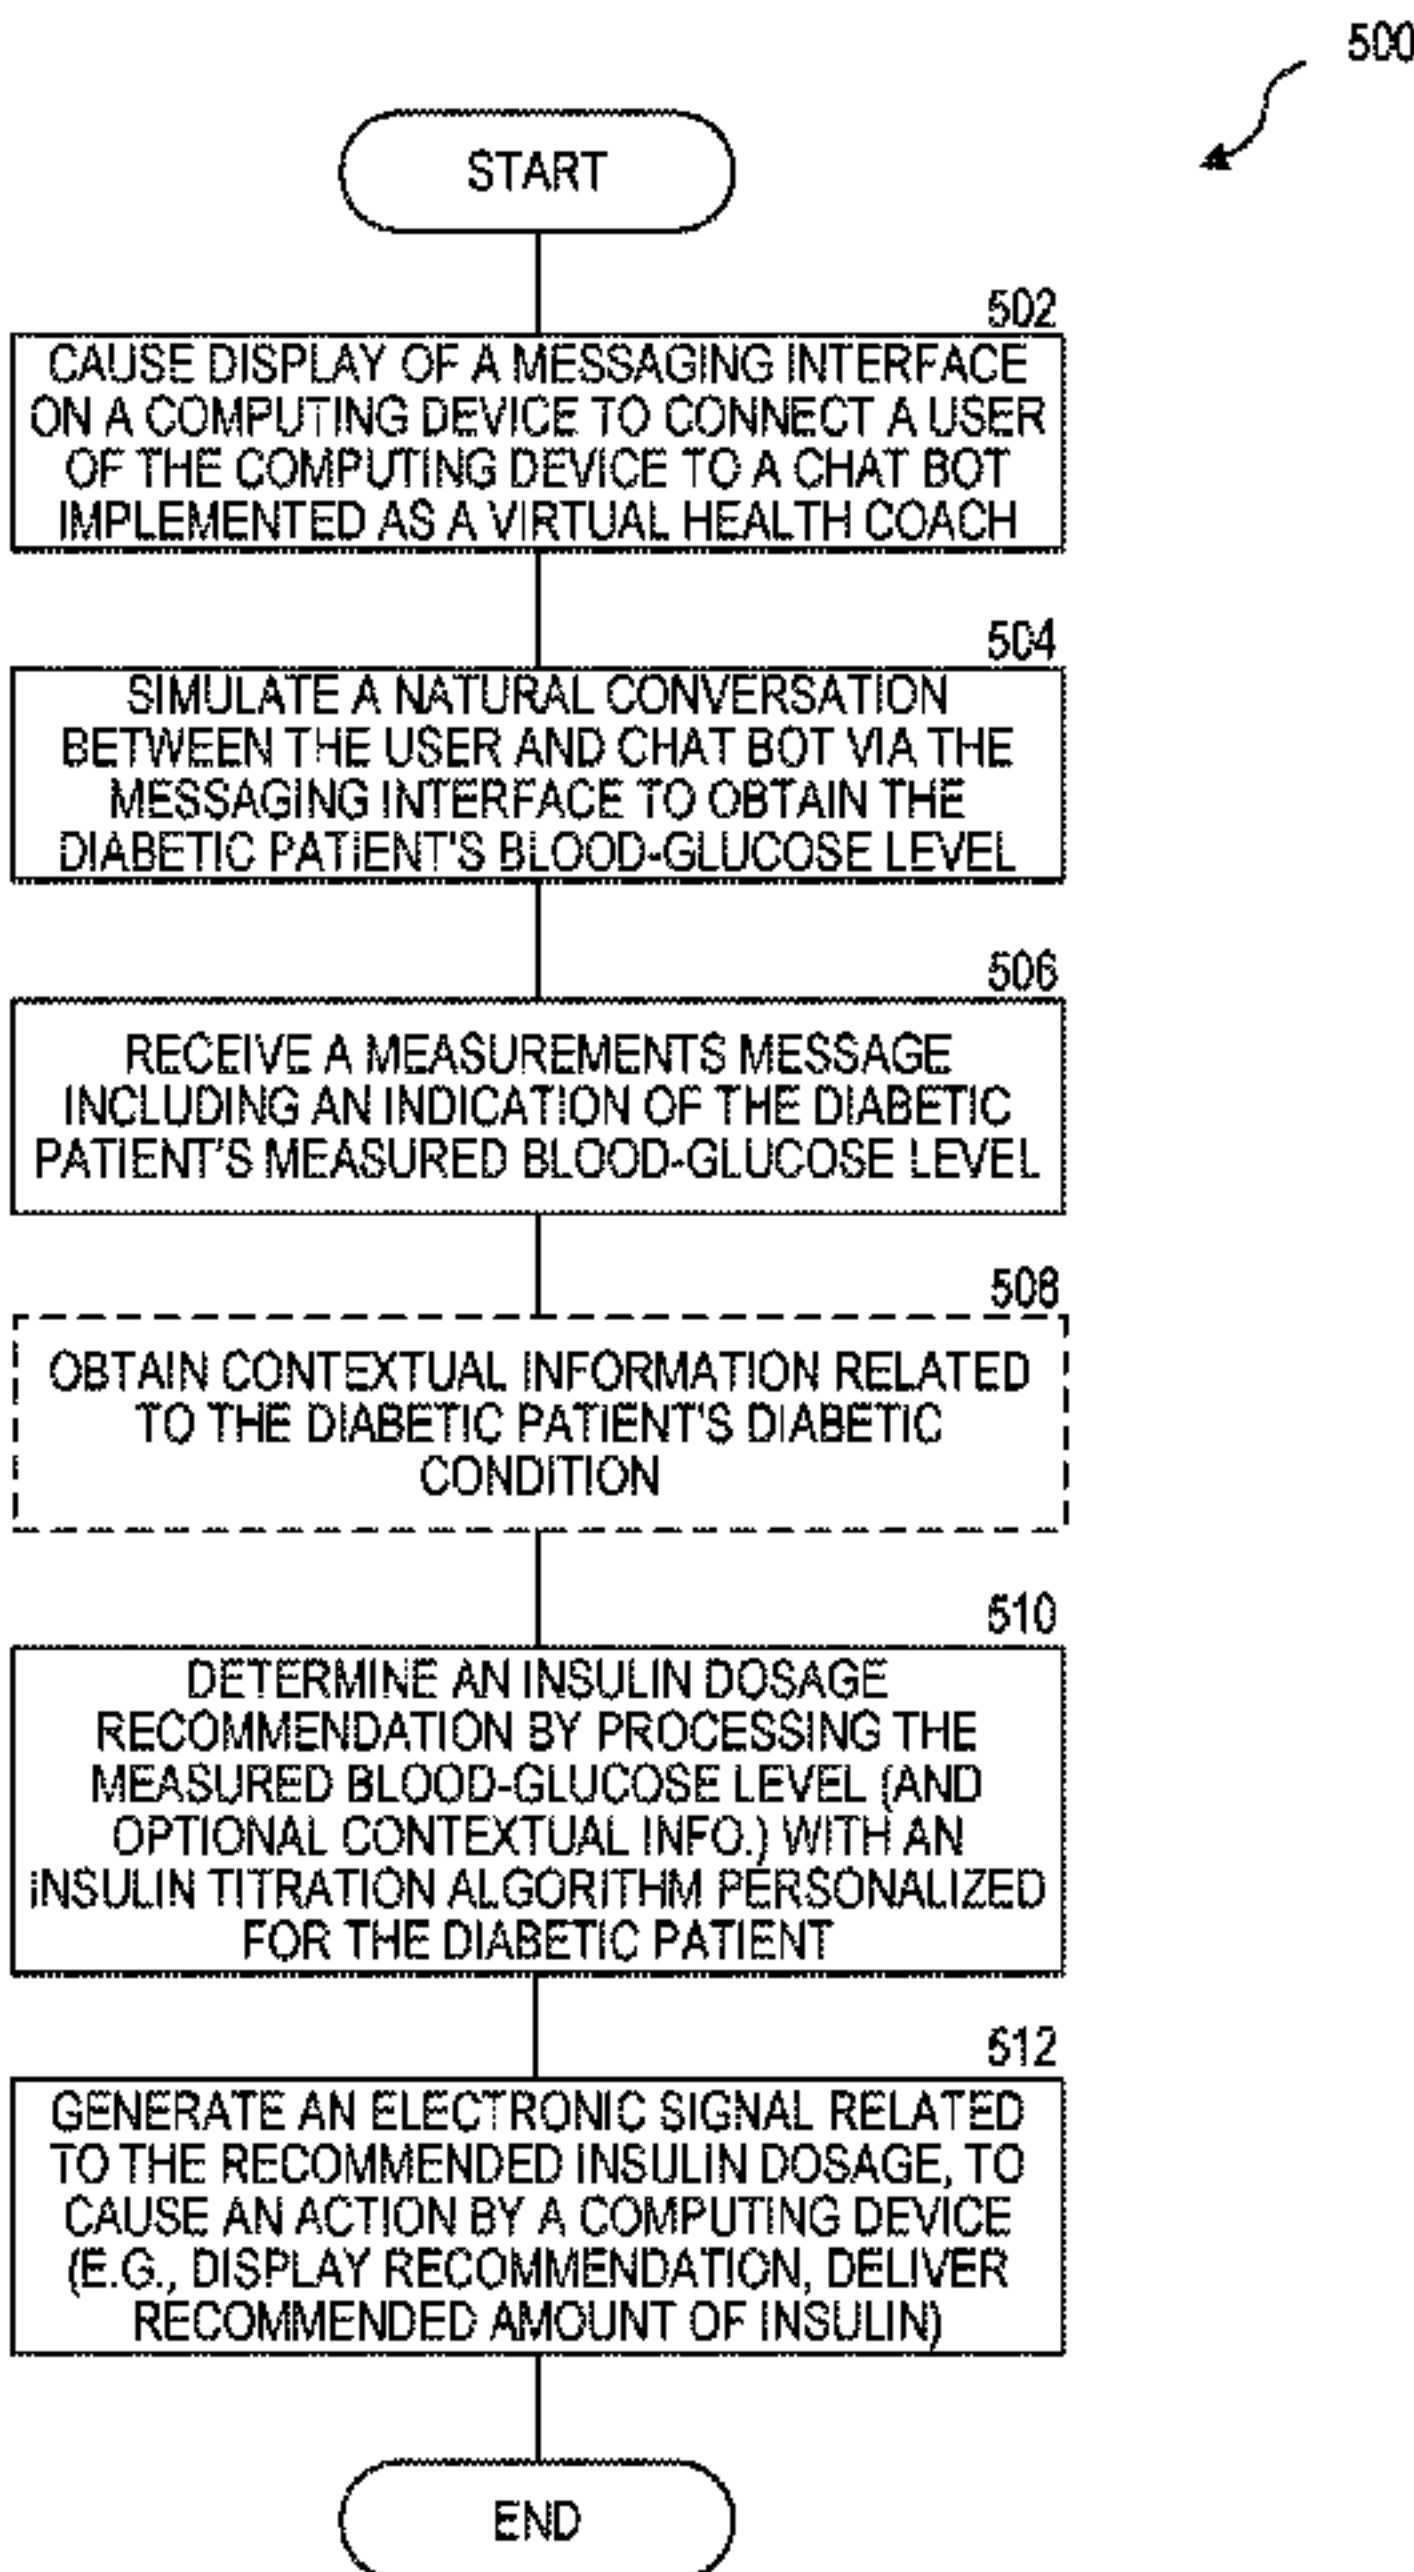 500
START
502
CAUSE DISPLAY OF A MESSAGING INTERFACE
ON A COMPUTING DEVICE TO CONNECT A USER
OF THE COMPUTING DEVICE TO A CHAT BOT
IMPLEMENTED AS A VIRTUAL HEALTH COACH
504
SIMULATE A NATURAL CONVERSATION
BETWEEN THE USER AND CHAT BOT VIA THE
MESSAGING INTERFACE TO OBTAIN THE
DIABETIC PATIENT'S BLOOD-GLUCOSE LEVEL
506
RECEIVE A MEASUREMENTS MESSAGE
INCLUDING AN INDICATION OF THE DIABETIC
PATIENT'S MEASURED BLOOD-GLUCOSE LEVEL
508
OBTAIN CONTEXTUAL INFORMATION RELATED
TO THE DIABETIC PATIENT'S DIABETIC
CONDITION
510
DETERMINE AN INSULIN DOSAGE
RECOMMENDATION BY PROCESSING THE
MEASURED BLOOD-GLUCOSE LEVEL (AND
OPTIONAL CONTEXTUAL INFO.) WITH AN
INSULIN TITRATION ALGORITHM PERSONALIZED
FOR THE DIABETIC PATIENT
512
GENERATE AN ELECTRONIC SIGNAL RELATED
TO THE RECOMMENDED INSULIN DOSAGE, TO
CAUSE AN ACTION BY A COMPUTING DEVICE
(E.G., DISPLAY RECOMMENDATION, DELIVER
RECOMMENDED AMOUNT OF INSULIN)
END